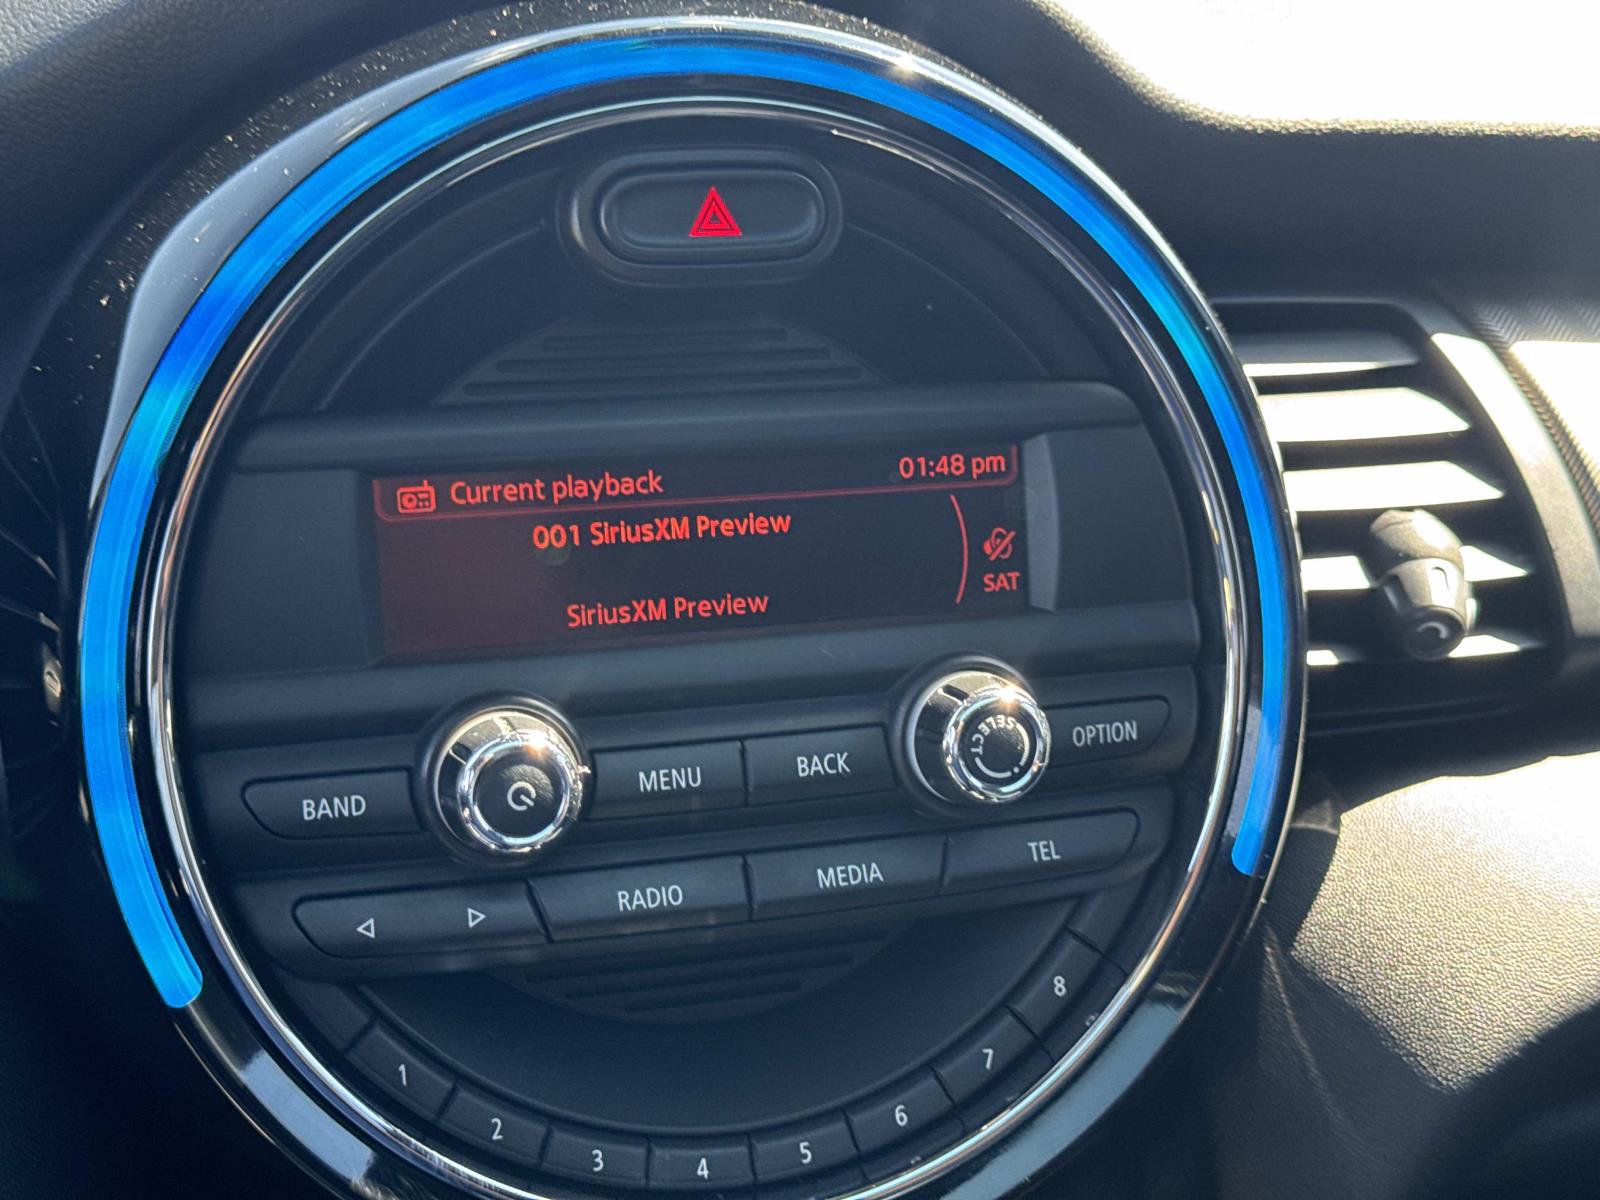 Current playback
01:48 pm
001 SiriusXM Preview
SAT
SiriusXM Preview
BAND
MENU
BACK
SELECT
OPTION
RADIO
MEDIA
TEL
1
2
3
4
5
6
7
8